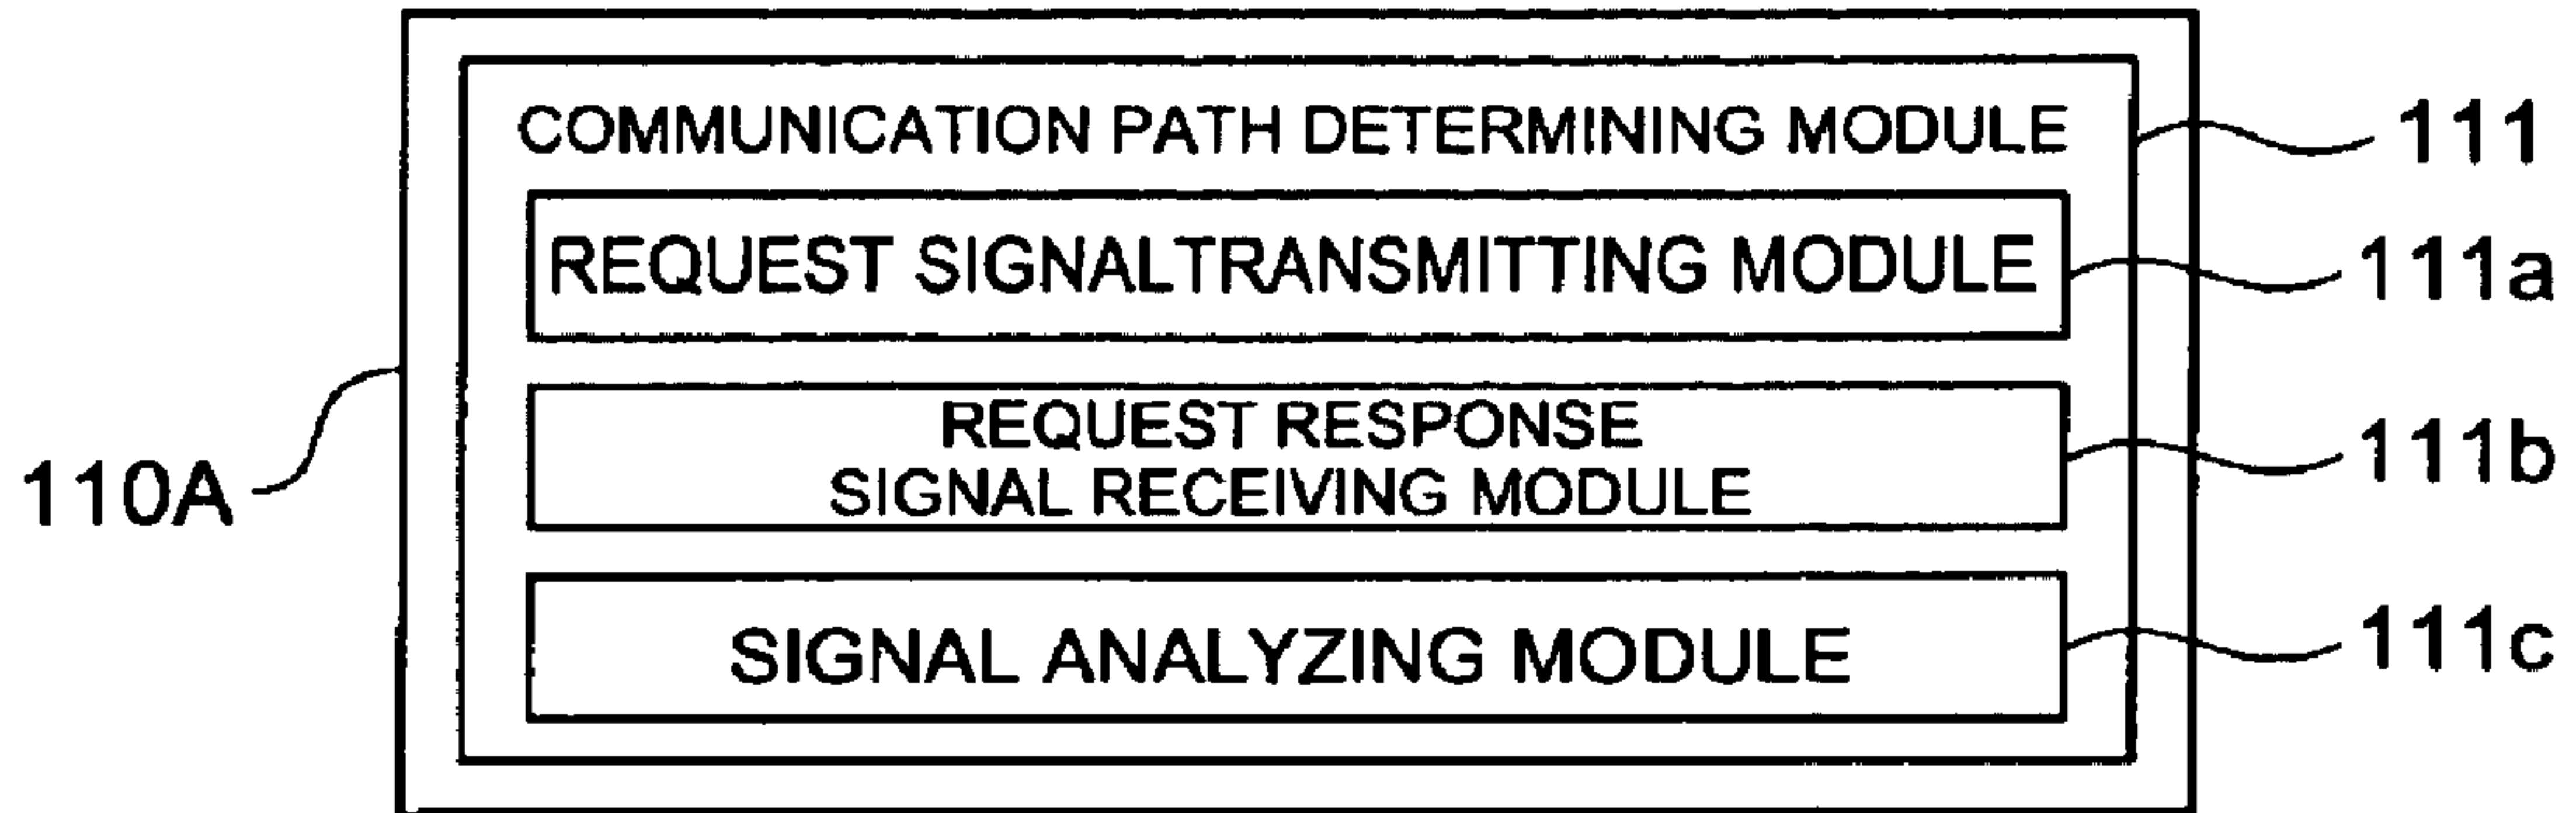 COMMUNICATION PATH DETERMINING MODULE
111
REQUEST SIGNALTRANSMITTING MODULE
111a
REQUEST RESPONSE
SIGNAL RECEIVING MODULE
111b
110A
SIGNAL ANALYZING MODULE
111c